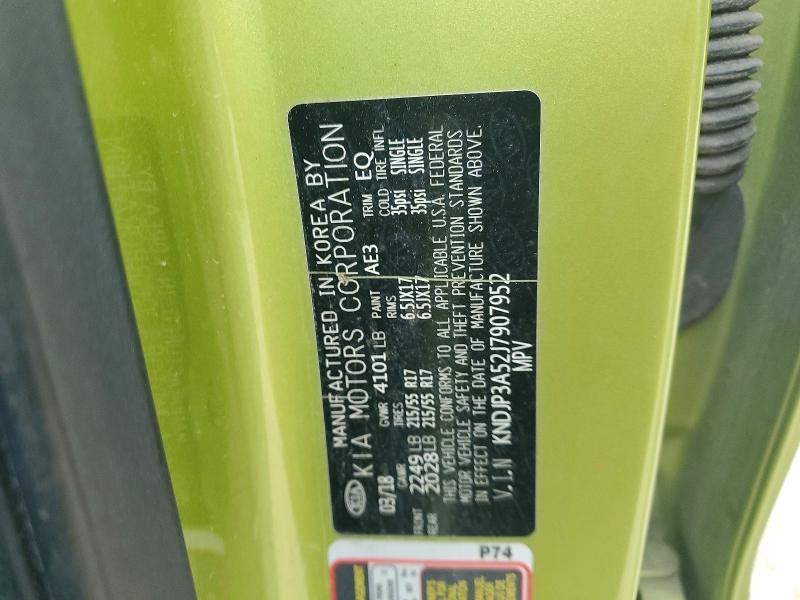 MANUFACTURED IN KOREA BY
KIA KIA MOTORS CORPORATION
03/18 GVWR 4101 LB PAINT AE3 TRIM EQ
GAWR TIRES RIMS COLD TIRE INFL.
FRONT 2249 LB 215/55 R17 6.5JX17 35psi SINGLE
REAR 2028 LB 215/55 R17 6.5JX17 35psi SINGLE
THIS VEHICLE CONFORMS TO ALL APPLICABLE U.S.A. FEDERAL
MOTOR VEHICLE SAFETY AND THEFT PREVENTION STANDARDS
IN EFFECT ON THE DATE OF MANUFACTURE SHOWN ABOVE.
V.I.N KNDJP3A52J7907952
MPV
P74